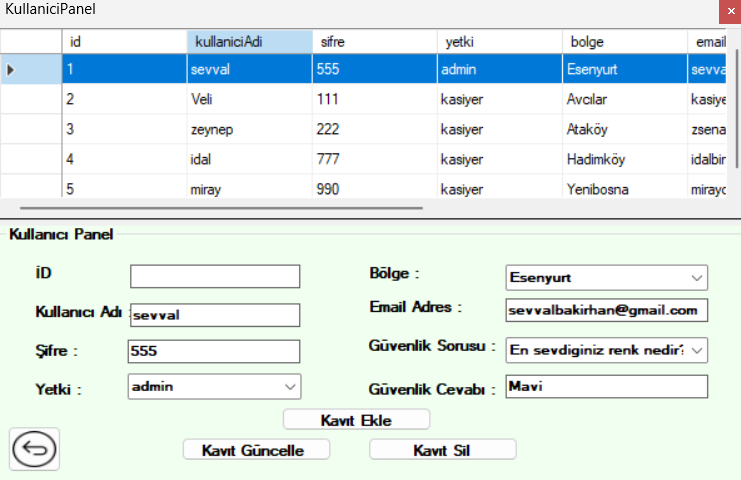 KullaniciPanel
id kullaniciAdi sifre yetki bolge email
1 sevval 555 admin Esenyurt sevva
2 Veli 111 kasiyer Avcılar kasiye
3 zeynep 222 kasiyer Ataköy zsena
4 idal 777 kasiyer Hadimköy idalbir
5 miray 990 kasiyer Yenibosna
Kullanıcı Panel
İD
Bölge : Esenyurt
Kullanıcı Adı : sevval
Email Adres : sevvalbakirhan@gmail.com
Şifre : 555
Güvenlik Sorusu : En sevdiginiz renk nedir?
Yetki : admin
Güvenlik Cevabı : Mavi
Kayıt Ekle
Kayıt Güncelle
Kayıt Sil